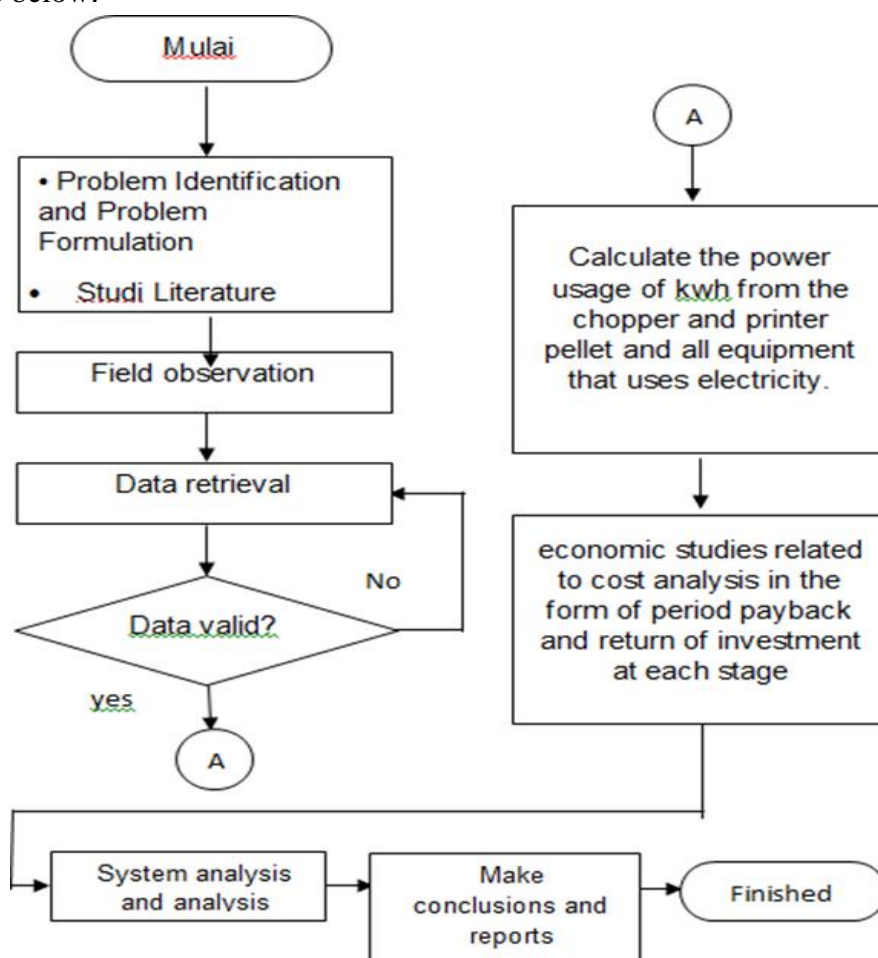 below.
Mulai
• Problem Identification
and Problem
Formulation
• Studi Literature
Field observation
Data retrieval
No
Data valid?
yes
A
A
Calculate the power
usage of kwh from the
chopper and printer
pellet and all equipment
that uses electricity.
economic studies related
to cost analysis in the
form of period payback
and return of investment
at each stage
System analysis
and analysis
Make
conclusions and
reports
Finished